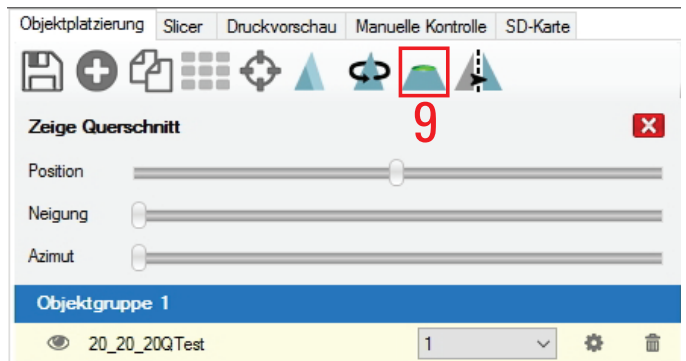 Objektplatzierung Slicer Druckvorschau Manuelle Kontrolle SD-Karte
9
Zeige Querschnitt
Position
Neigung
Azimut
Objektgruppe 1
20_20_20QTest 1